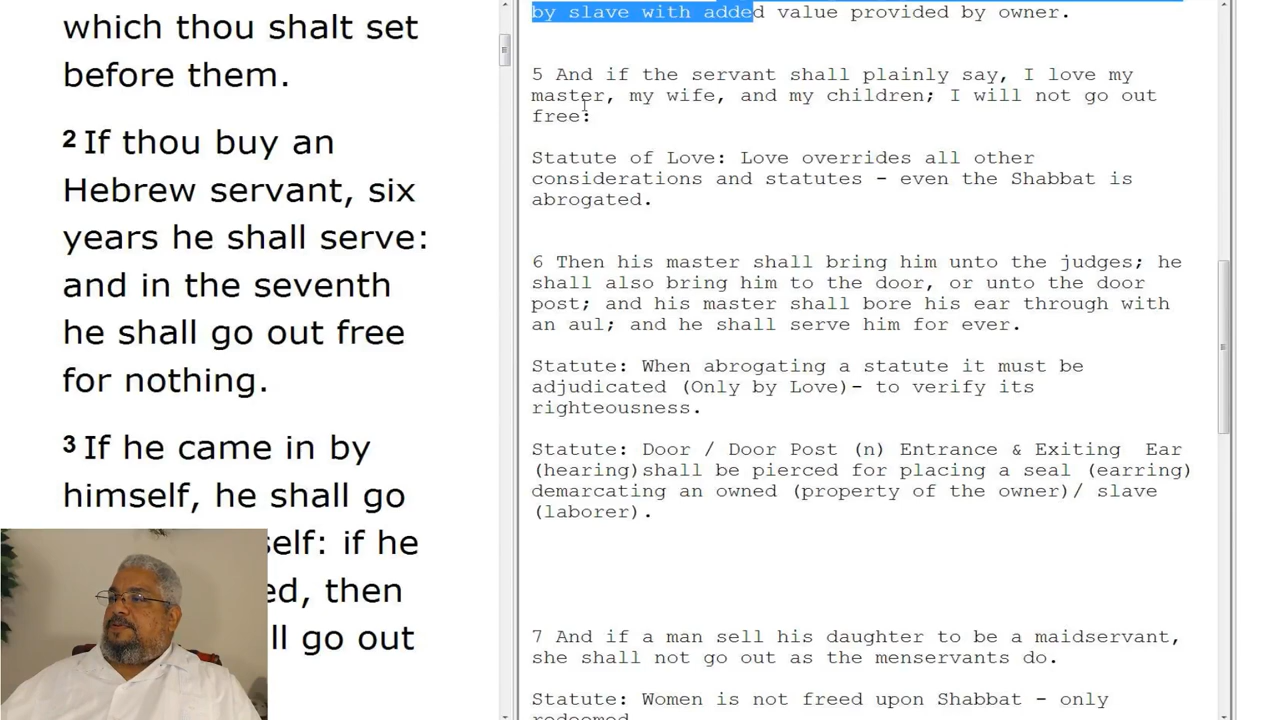 which thou shalt set
before them.
2 If thou buy an
Hebrew servant, six
years he shall serve:
and in the seventh
he shall go out free
for nothing.
3 If he came in by
himself, he shall go
self: if he
ed, then
ll go out
by slave with added value provided by owner.
5 And if the servant shall plainly say, I love my
master, my wife, and my children; I will not go out
free:
Statute of Love: Love overrides all other
considerations and statutes - even the Shabbat is
abrogated.
6 Then his master shall bring him unto the judges; he
shall also bring him to the door, or unto the door
post; and his master shall bore his ear through with
an aul; and he shall serve him for ever.
Statute: When abrogating a statute it must be
adjudicated (Only by Love)- to verify its
righteousness.
Statute: Door / Door Post (n) Entrance & Exiting Ear
(hearing)shall be pierced for placing a seal (earring)
demarcating an owned (property of the owner)/ slave
(laborer).
7 And if a man sell his daughter to be a maidservant,
she shall not go out as the menservants do.
Statute: Women is not freed upon Shabbat - only
redeemed